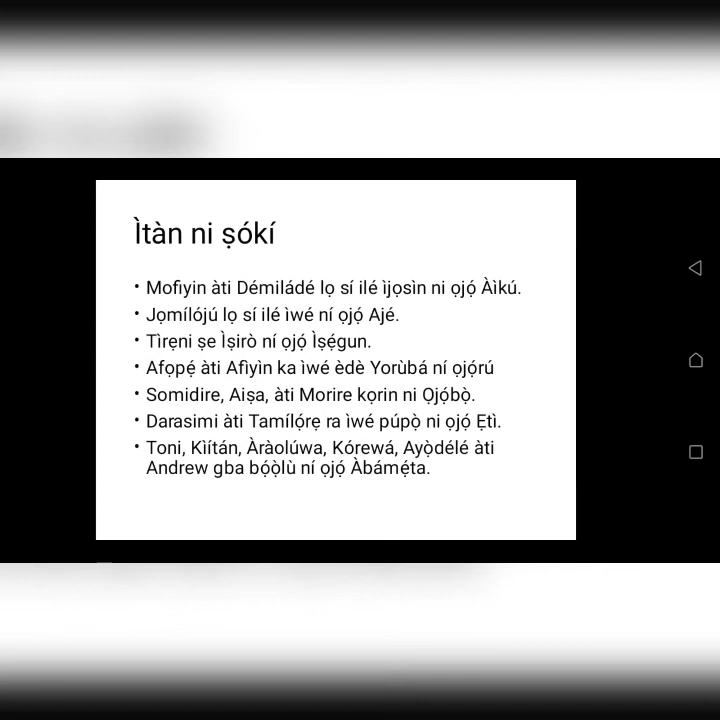 Ìtàn ni ṣókí
• Mofiyin àti Démiládé lọ sí ilé ìjọsìn ni ọjọ́ Àìkú.
• Jọmílójú lọ sí ilé ìwé ní ọjọ́ Ajé.
• Tìrẹni ṣe Ìṣirò ní ọjọ́ Ìṣẹ́gun.
• Afọpẹ́ àti Afìyìn ka ìwé èdè Yorùbá ní ọjọ́rú
• Somidire, Aiṣa, àti Morire kọrin ni Ọjọ́bọ̀.
• Darasimi àti Tamílọ́rẹ ra ìwé púpọ̀ ni ọjọ́ Ẹtì.
• Toni, Kìítán, Àràolúwa, Kórewá, Ayọ̀délé àti
Andrew gba bọ́ọ̀lù ní ọjọ́ Àbámẹ́ta.